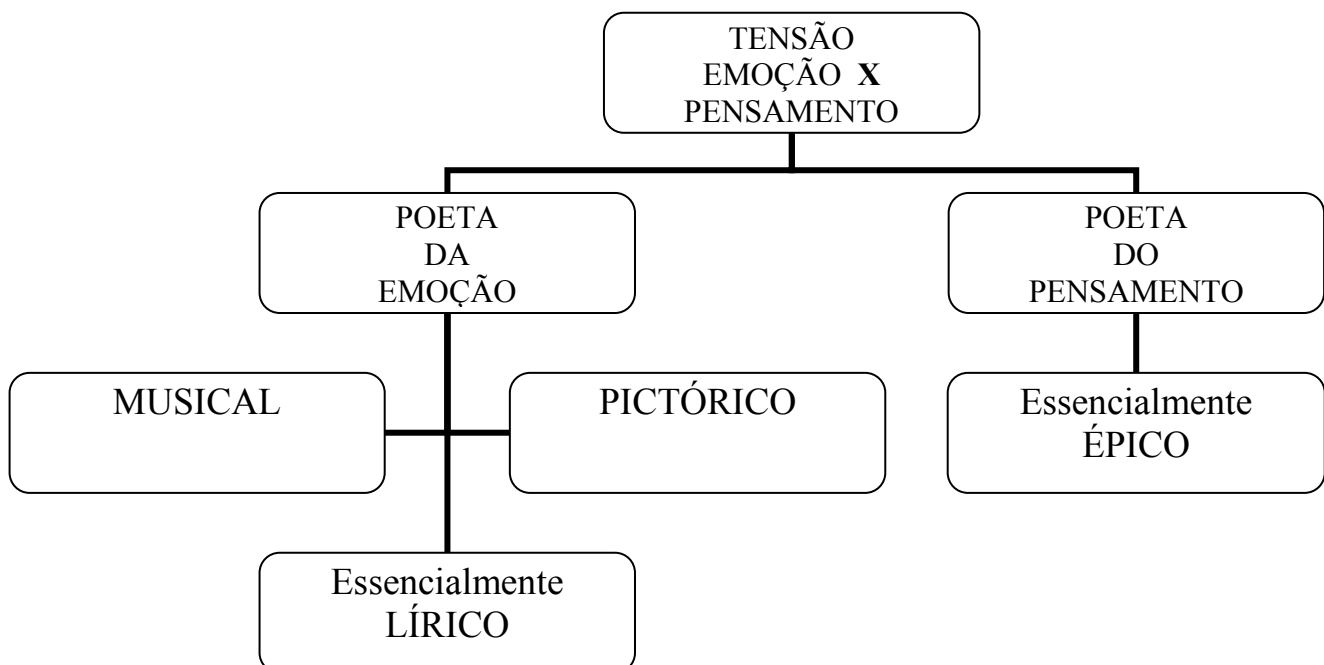 TENSÃO
EMOÇÃO X
PENSAMENTO
POETA
DA
EMOÇÃO
POETA
DO
PENSAMENTO
MUSICAL
PICTÓRICO
Essencialmente
ÉPICO
Essencialmente
LÍRICO